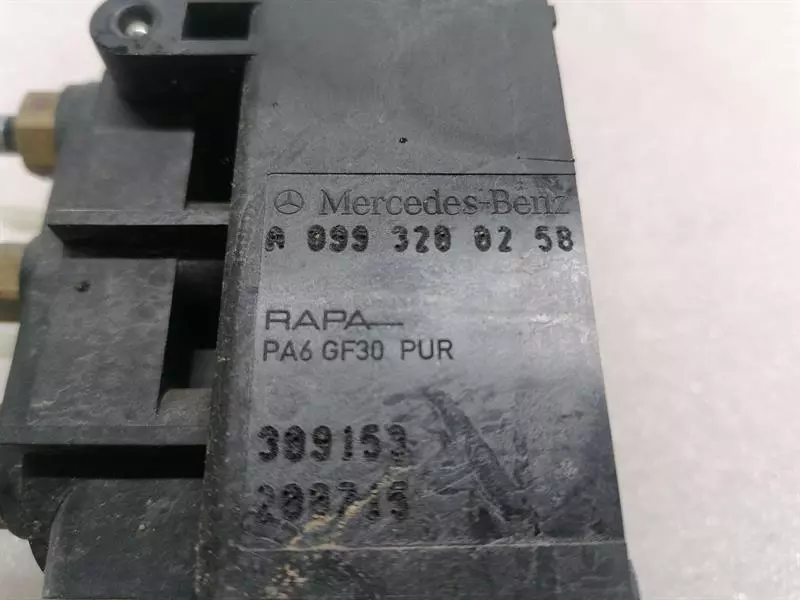 Mercedes-Benz
A 099 320 02 58
RAPA
PA6 GF30 PUR
309153